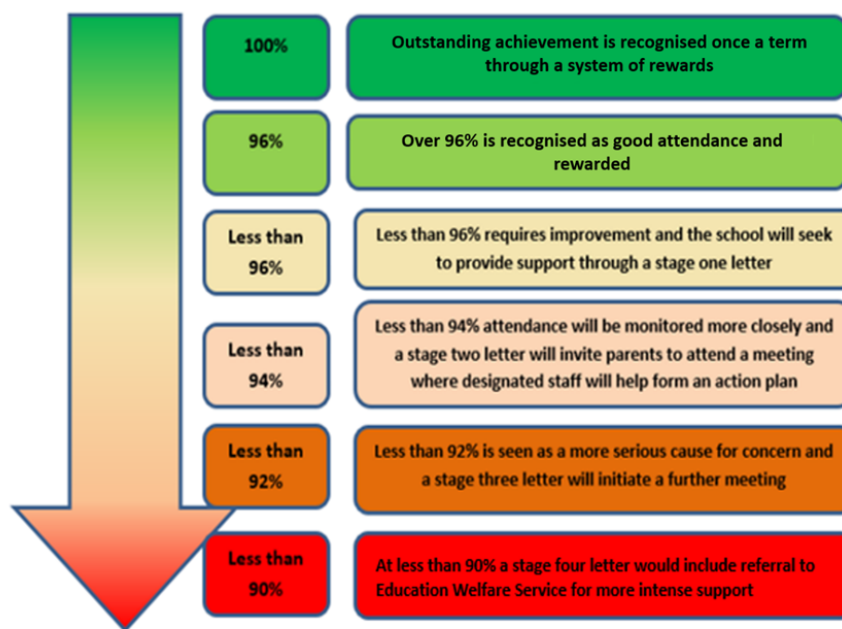 100%
Outstanding achievement is recognised once a term
through a system of rewards
96%
Over 96% is recognised as good attendance and
rewarded
Less than
96%
Less than 96% requires improvement and the school will seek
to provide support through a stage one letter
Less than
94%
Less than 94% attendance will be monitored more closely and
a stage two letter will invite parents to attend a meeting
where designated staff will help form an action plan
Less than
92%
Less than 92% is seen as a more serious cause for concern and
a stage three letter will initiate a further meeting
Less than
90%
At less than 90% a stage four letter would include referral to
Education Welfare Service for more intense support